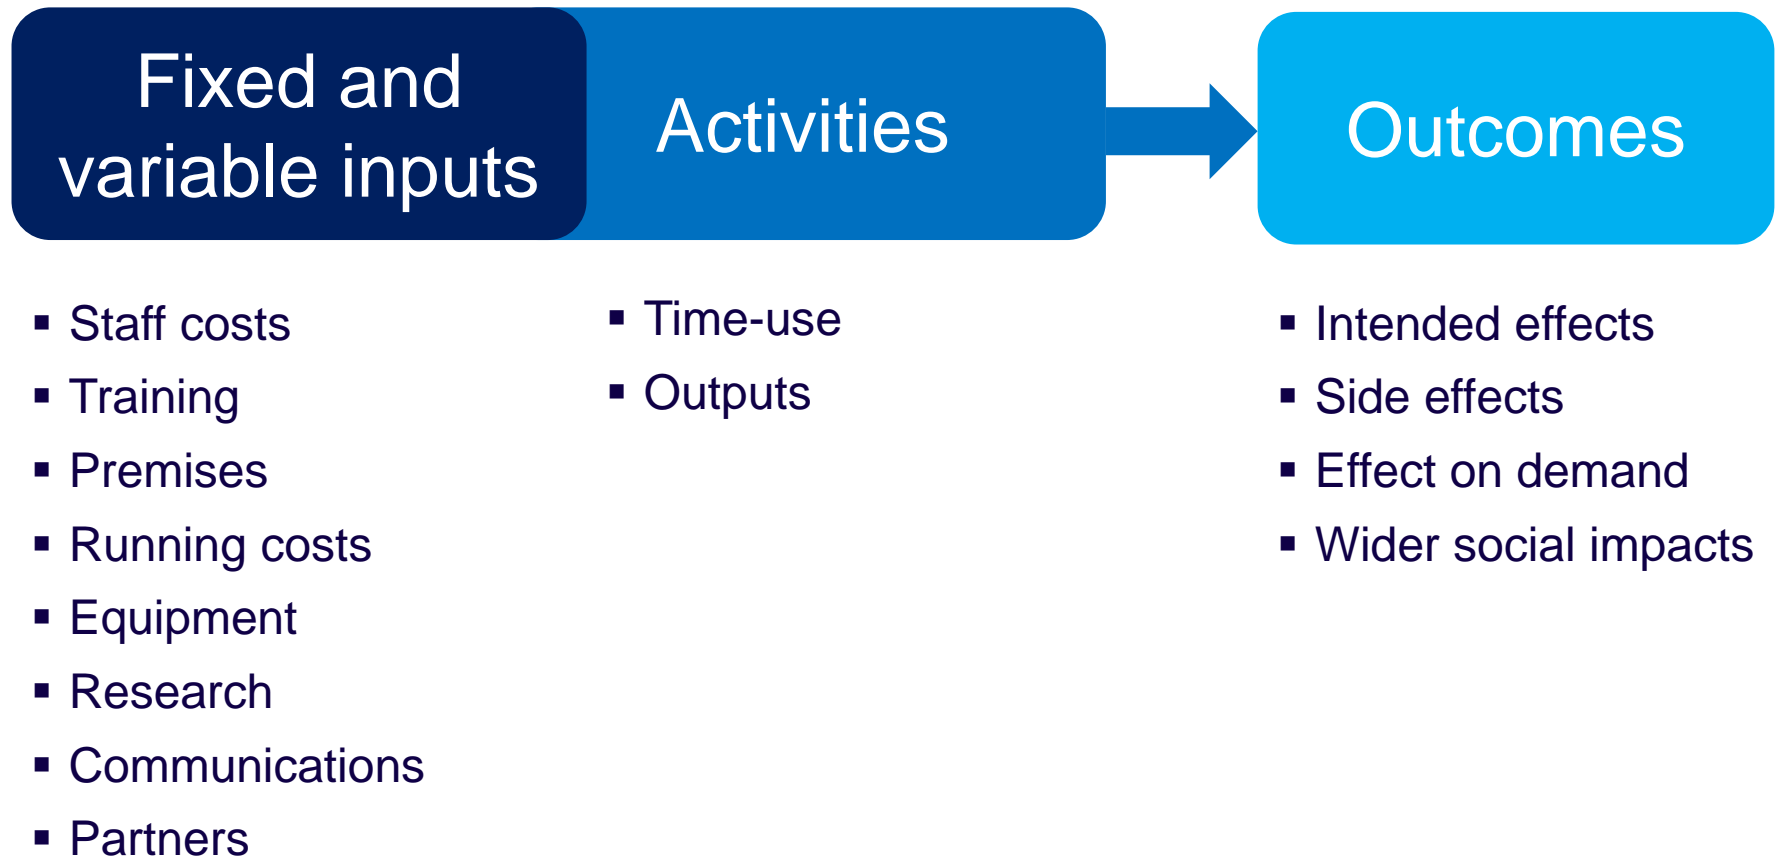 Fixed and
variable inputs
Activities
Outcomes
▪ Staff costs
▪ Training
▪ Premises
▪ Running costs
▪ Equipment
▪ Research
▪ Communications
▪ Partners
▪ Time-use
▪ Outputs
▪ Intended effects
▪ Side effects
▪ Effect on demand
▪ Wider social impacts